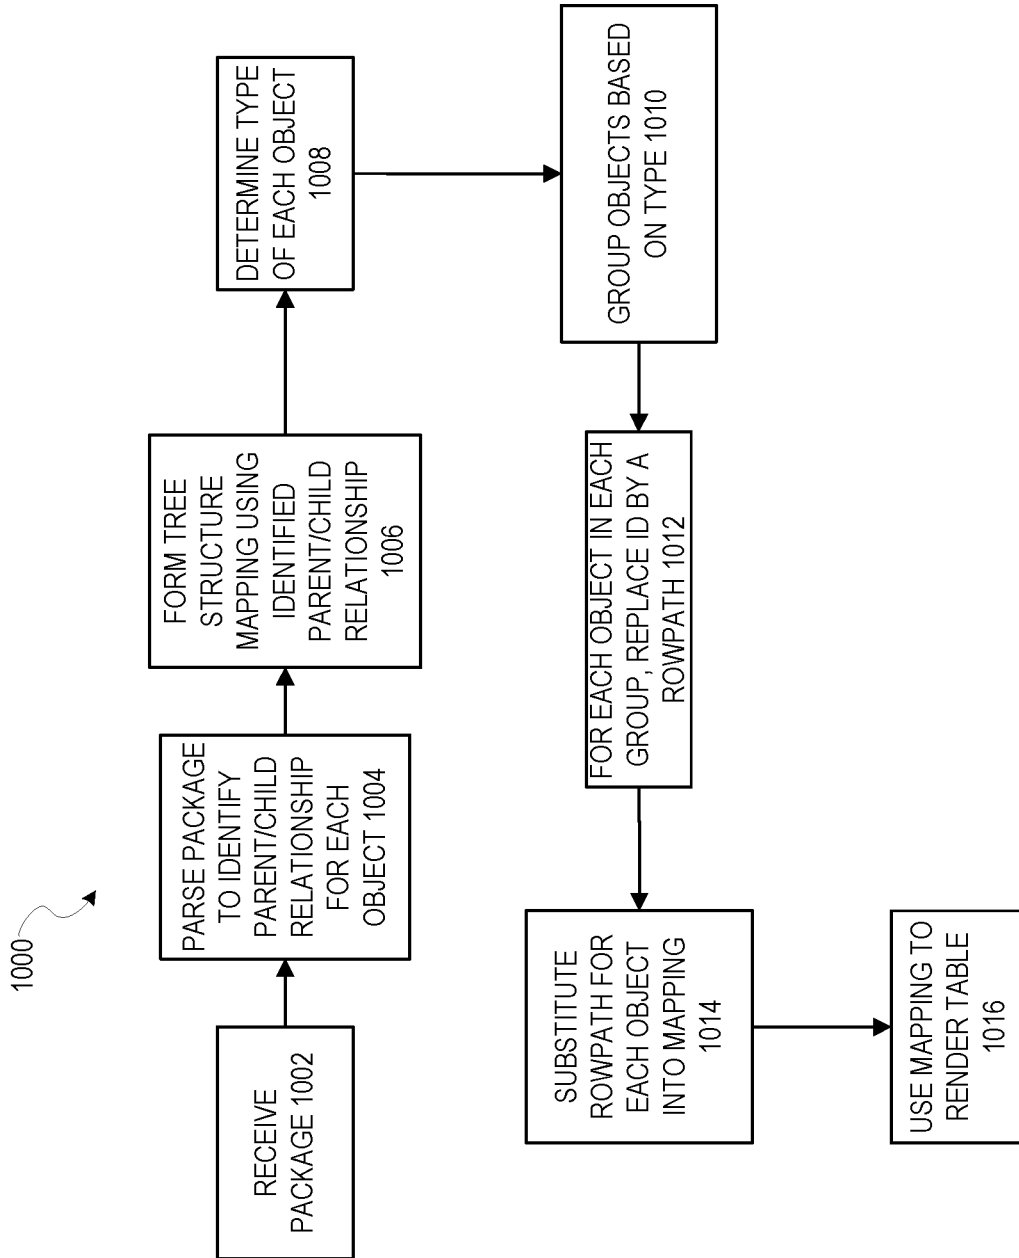 1000
RECEIVE
PACKAGE 1002
PARSE PACKAGE
TO IDENTIFY
PARENT/CHILD
RELATIONSHIP
FOR EACH
OBJECT 1004
FORM TREE
STRUCTURE
MAPPING USING
IDENTIFIED
PARENT/CHILD
RELATIONSHIP
1006
DETERMINE TYPE
OF EACH OBJECT
1008
GROUP OBJECTS BASED
ON TYPE 1010
FOR EACH OBJECT IN EACH
GROUP, REPLACE ID BY A
ROWPATH 1012
SUBSTITUTE
ROWPATH FOR
EACH OBJECT
INTO MAPPING
1014
USE MAPPING TO
RENDER TABLE
1016